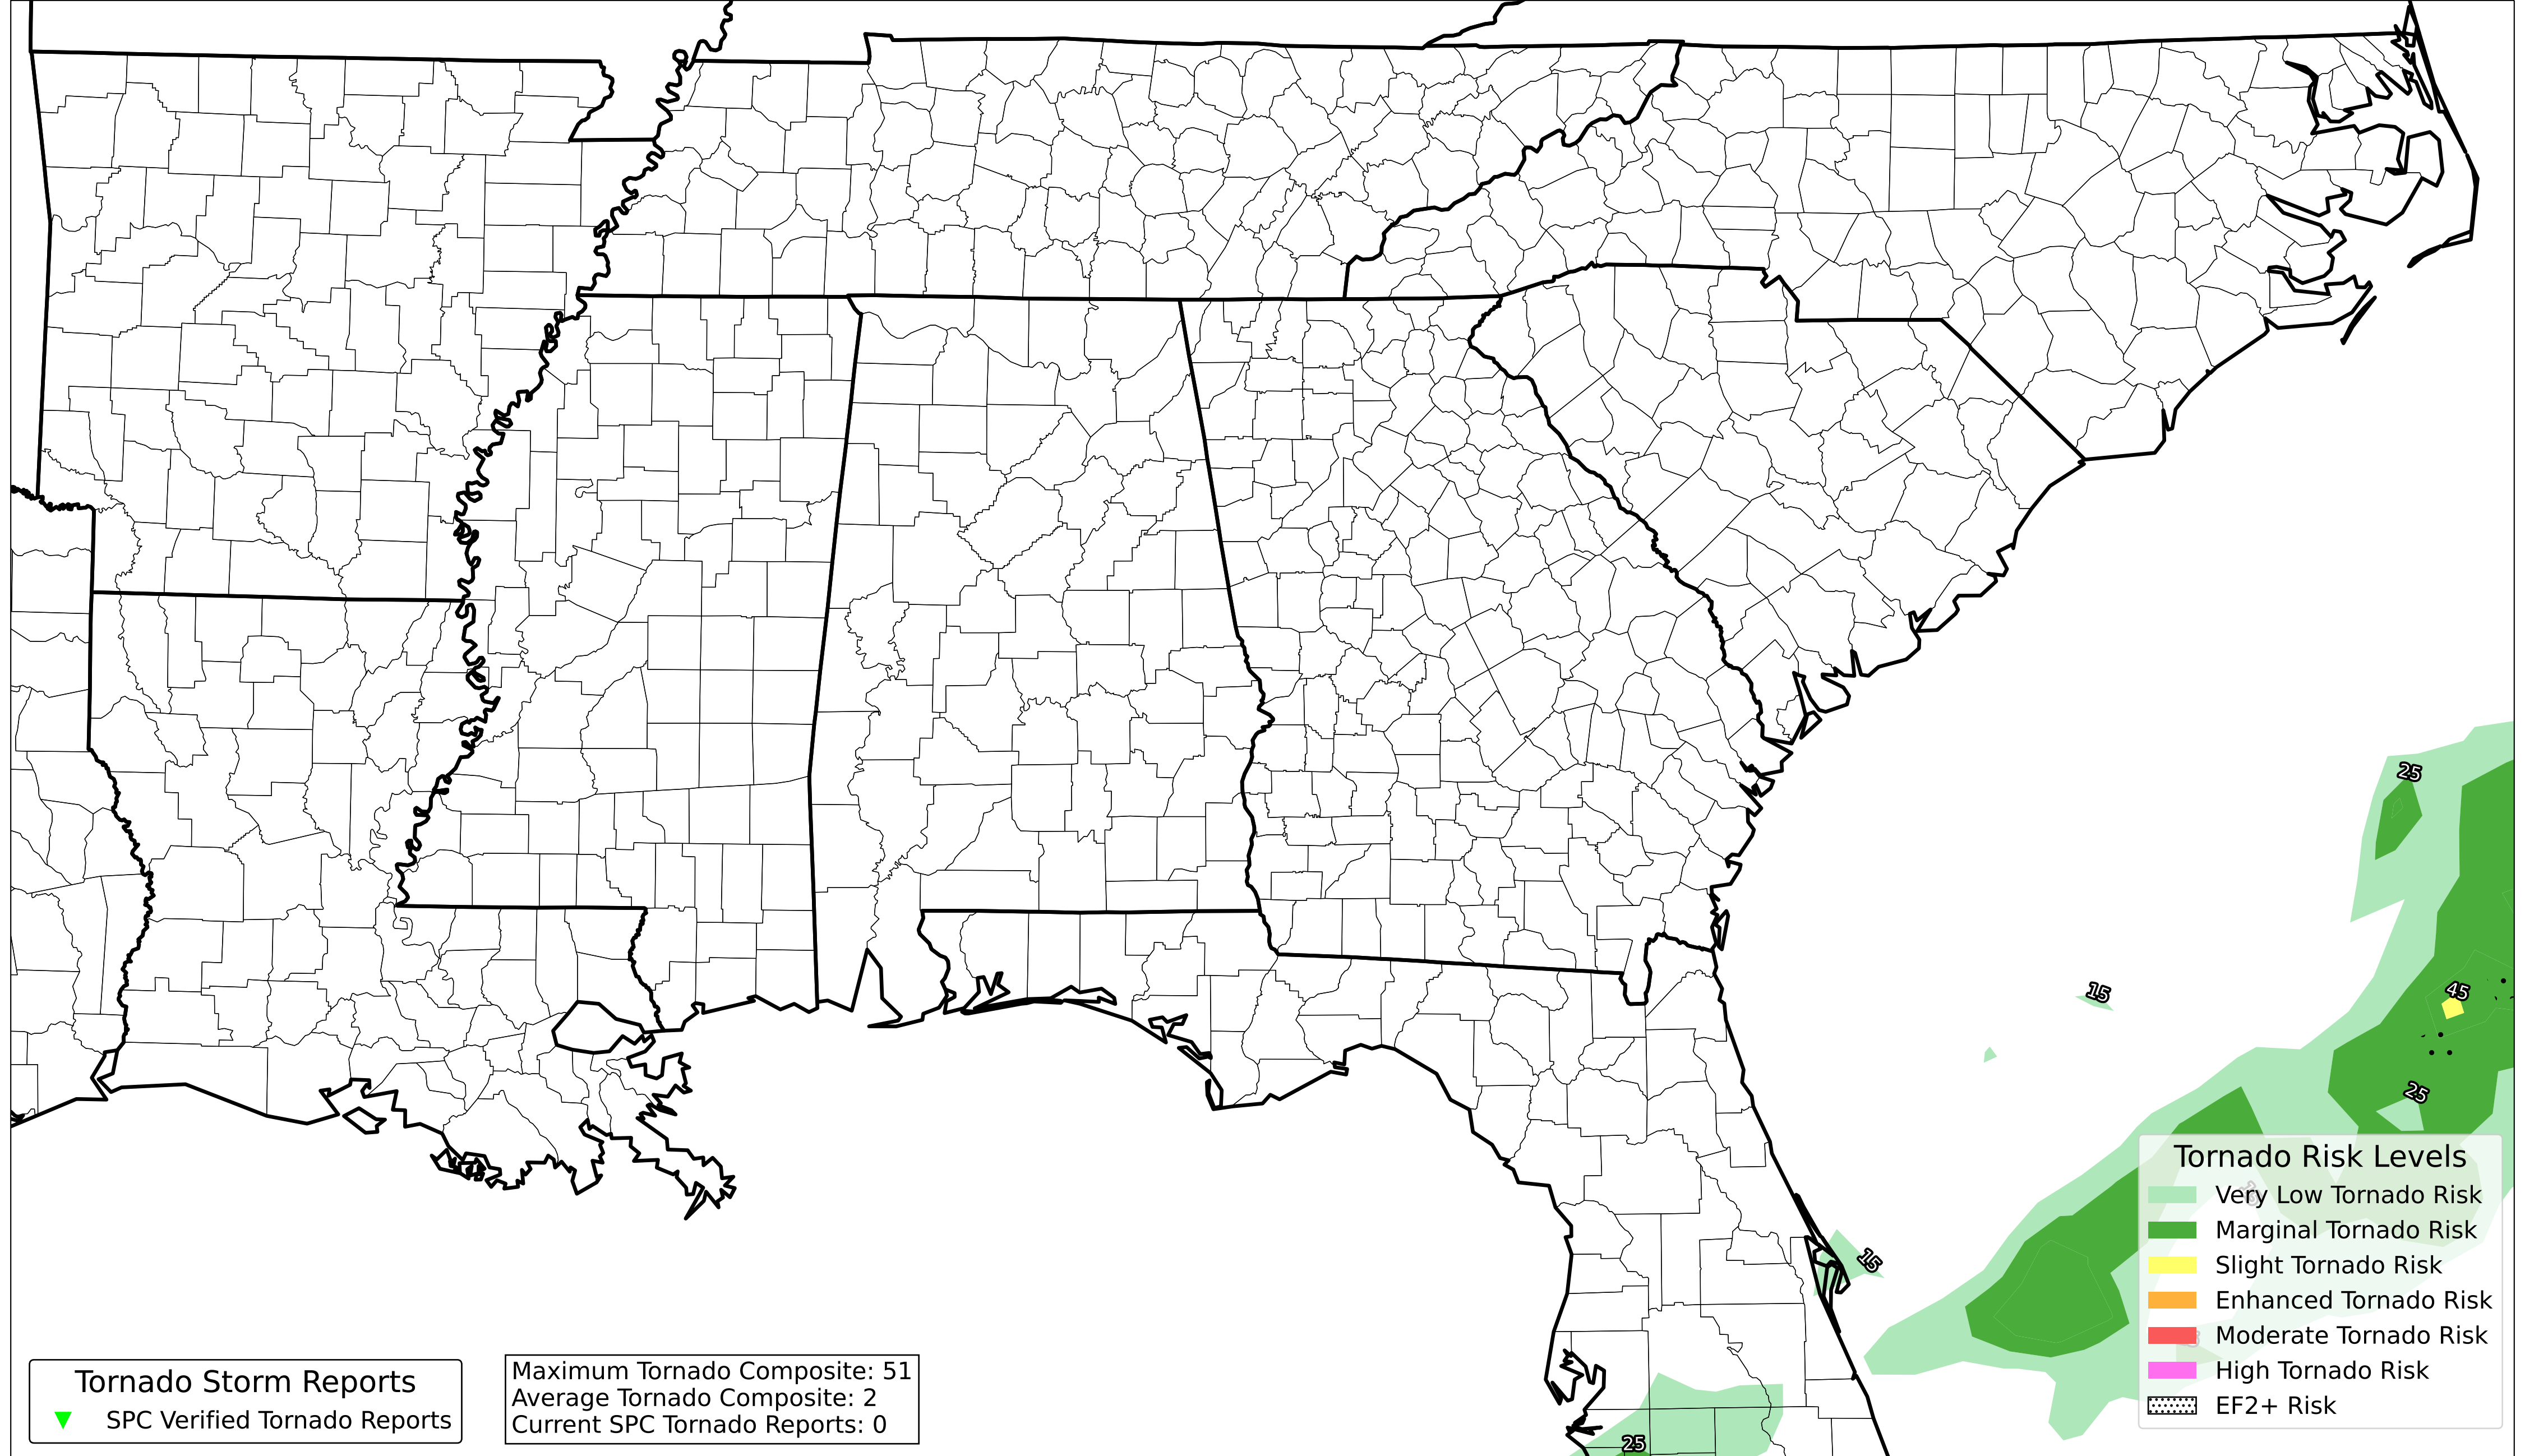 25
15
45
25
15
25
Tornado Risk Levels
Very Low Tornado Risk
Marginal Tornado Risk
Slight Tornado Risk
Enhanced Tornado Risk
Moderate Tornado Risk
High Tornado Risk
EF2+ Risk
Tornado Storm Reports
SPC Verified Tornado Reports
Maximum Tornado Composite: 51
Average Tornado Composite: 2
Current SPC Tornado Reports: 0